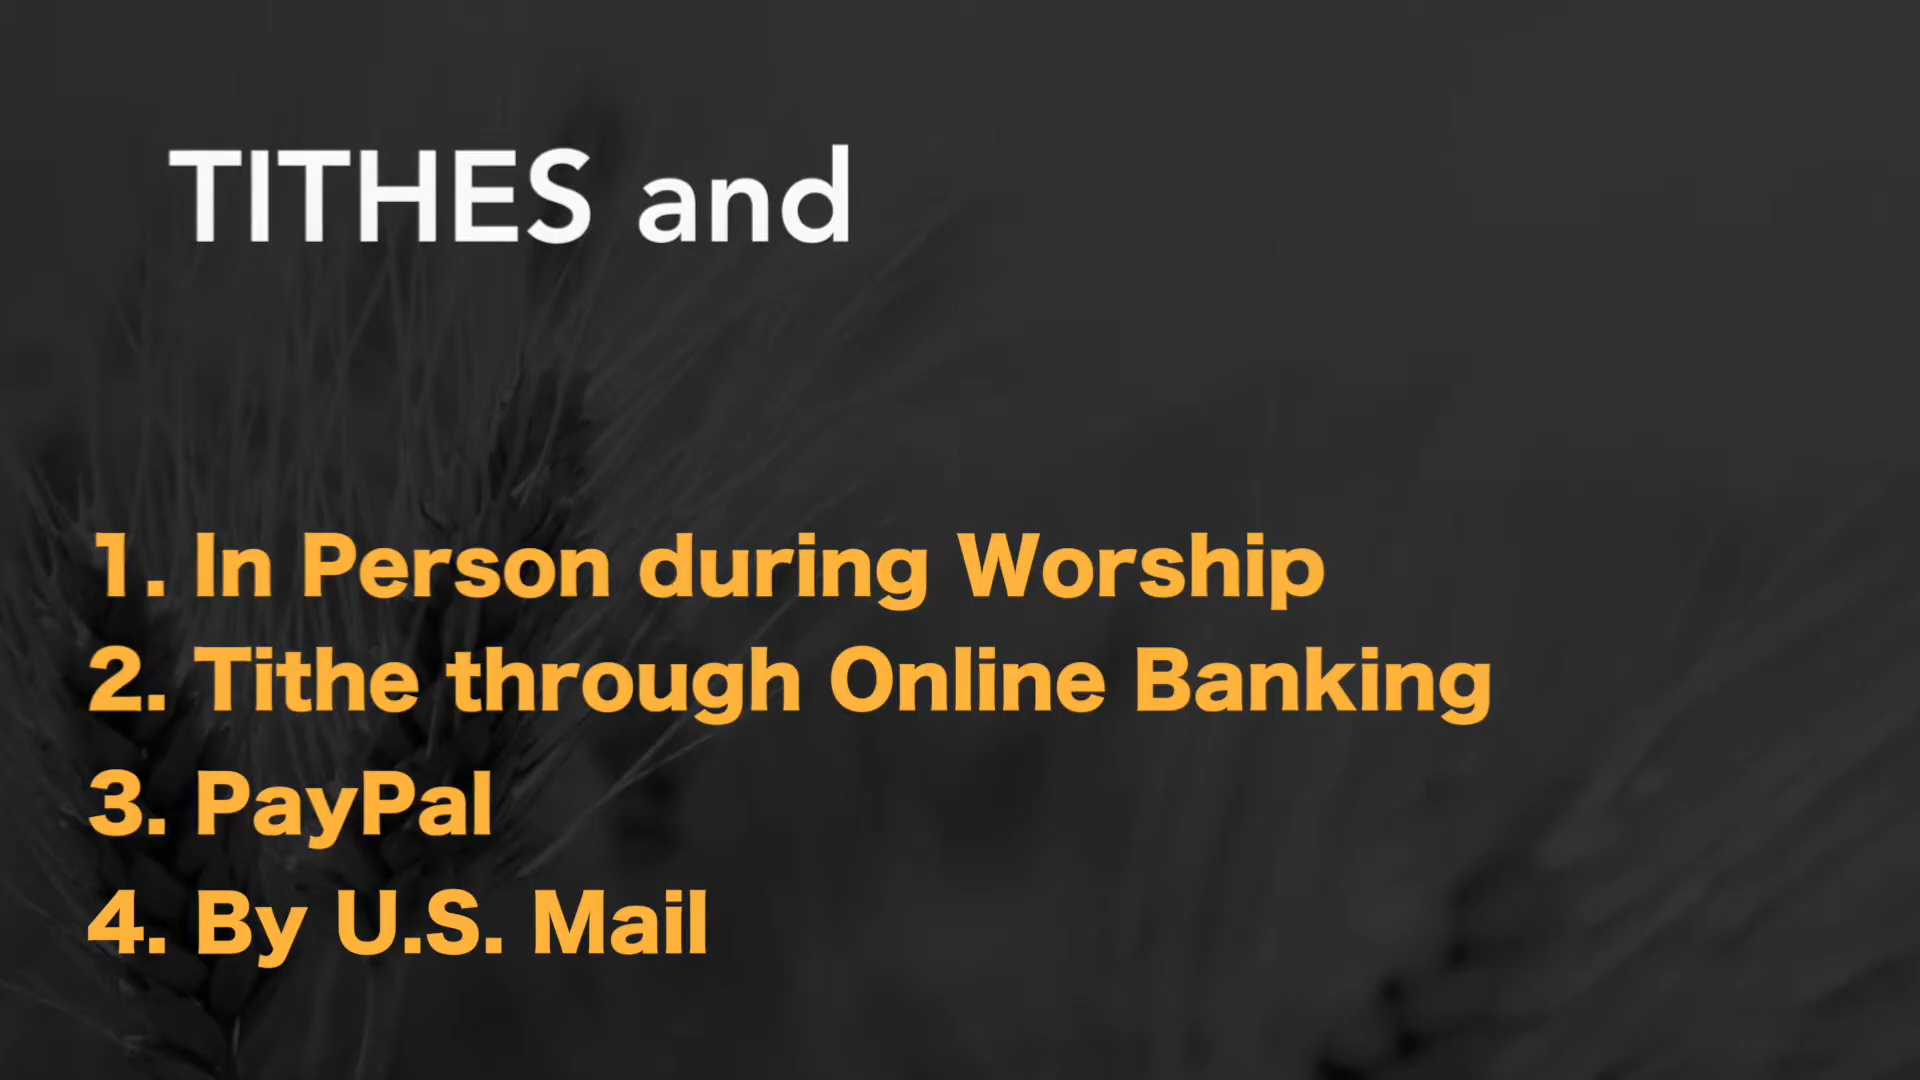 TITHES and
1. In Person during Worship
2. Tithe through Online Banking
3. PayPal
4. By U.S. Mail